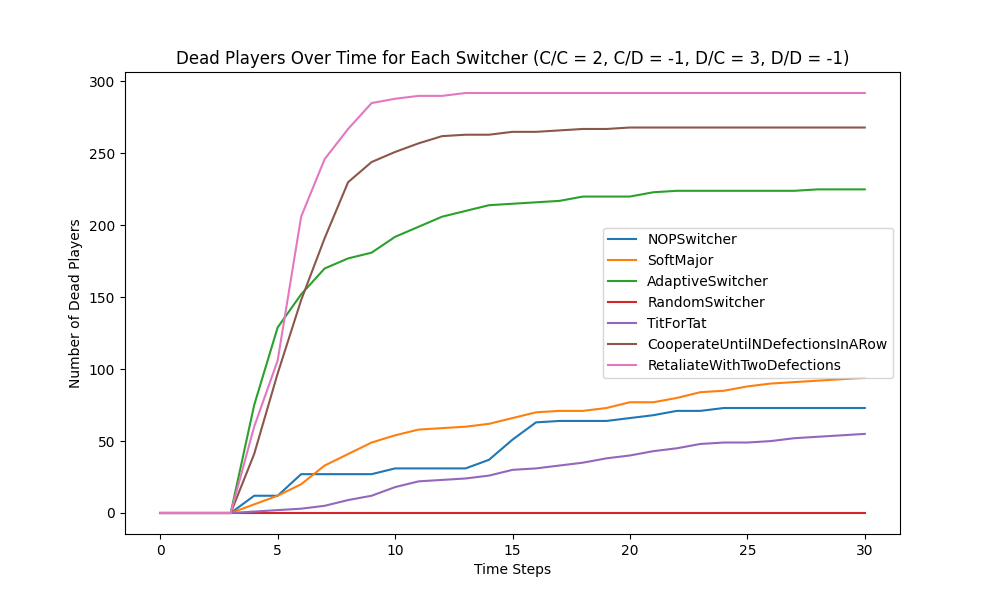 Dead Players Over Time for Each Switcher (C/C = 2, C/D = -1, D/C = 3, D/D = -1)
300
250
200
150
100
50
0
Number of Dead Players
NOPSwitcher
SoftMajor
AdaptiveSwitcher
RandomSwitcher
TitForTat
CooperateUntilNDefectionsInARow
RetaliateWithTwoDefections
0 5 10 15 20 25 30
Time Steps